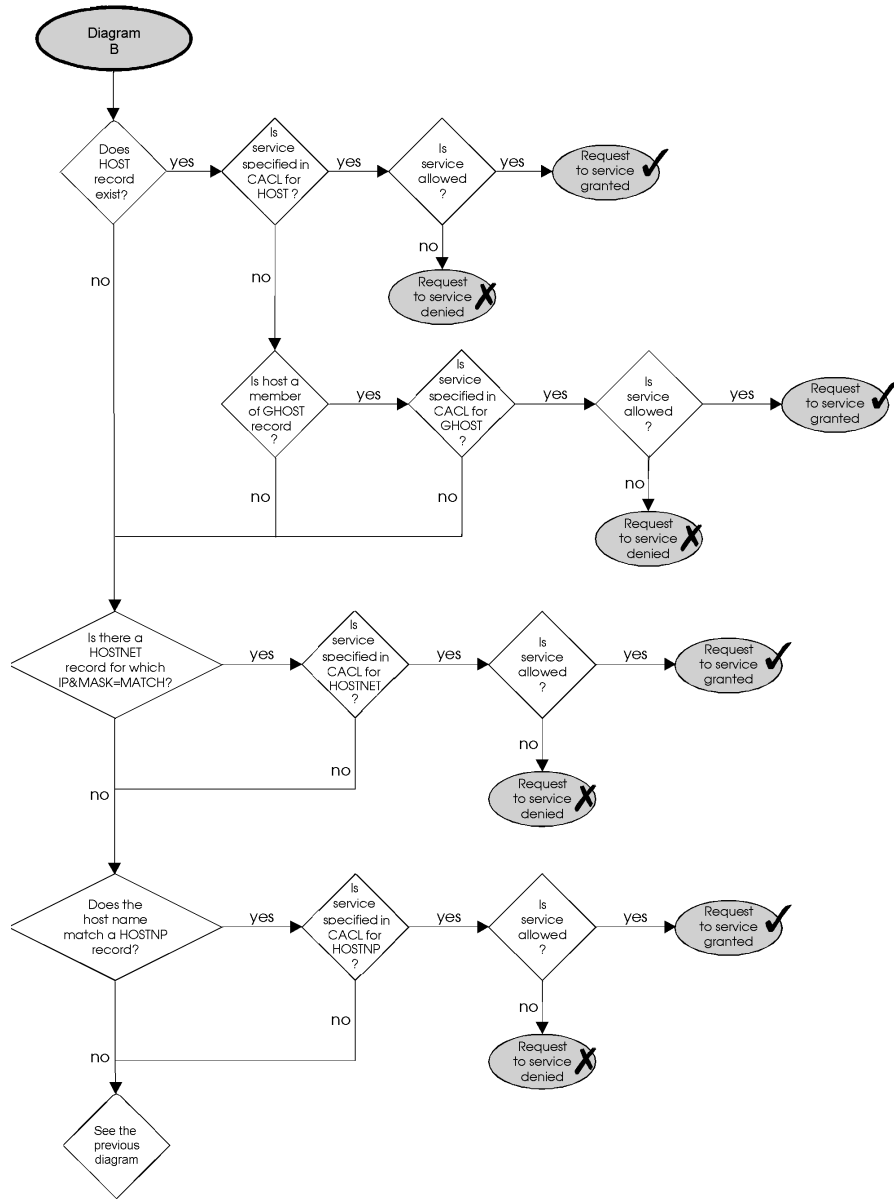 Diagram
B
Does
HOST
record
exist?
yes
Is
service
specified in
CACL for
HOST ?
yes
Is
service
allowed
?
yes
Request
to service
granted
no
Request
to service
denied
no
no
Is host a
member
of GHOST
record
?
yes
Is
service
specified in
CACL for
GHOST
?
yes
Is
service
allowed
?
yes
Request
to service
granted
no
no
no
Request
to service
denied
Is there a
HOSTNET
record for which
IP&MASK=MATCH?
yes
Is
service
specified in
CACL for
HOSTNET
?
yes
Is
service
allowed
?
yes
Request
to service
granted
no
no
no
Request
to service
denied
Does the
host name
match a HOSTNP
record?
yes
Is
service
specified in
CACL for
HOSTNP
?
yes
Is
service
allowed
?
yes
Request
to service
granted
no
no
no
Request
to service
denied
See the
previous
diagram